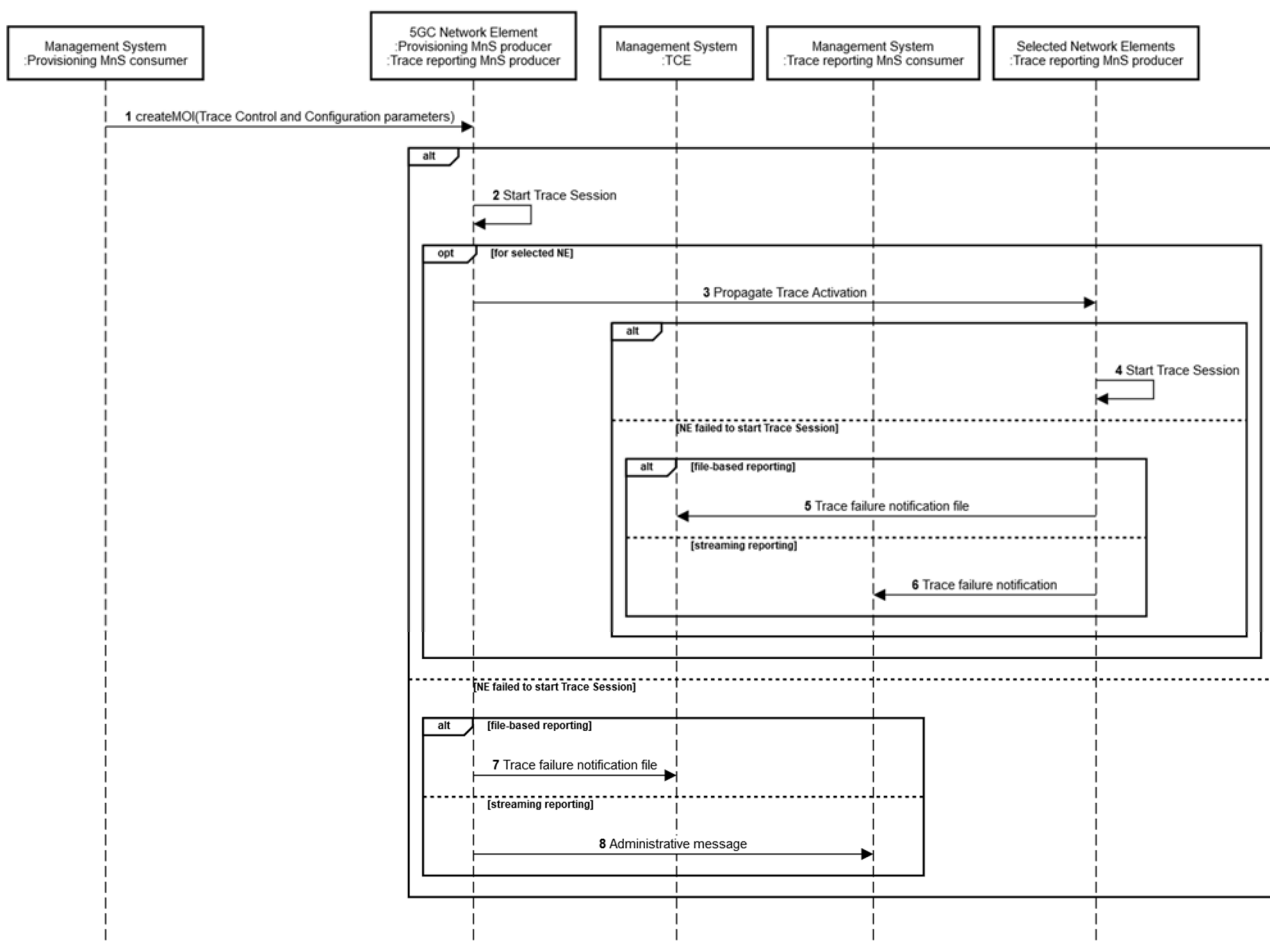 Management System
:Provisioning MnS consumer
5GC Network Element
:Provisioning MnS producer
:Trace reporting MnS producer
Management System
:TCE
Management System
:Trace reporting MnS consumer
Selected Network Elements
:Trace reporting MnS producer
1 createMOI(Trace Control and Configuration parameters)
alt
2 Start Trace Session
opt [for selected NE]
3 Propagate Trace Activation
alt
4 Start Trace Session
[NE failed to start Trace Session]
alt [file-based reporting]
5 Trace failure notification file
[streaming reporting]
6 Trace failure notification
[NE failed to start Trace Session]
alt [file-based reporting]
7 Trace failure notification file
[streaming reporting]
8 Administrative message